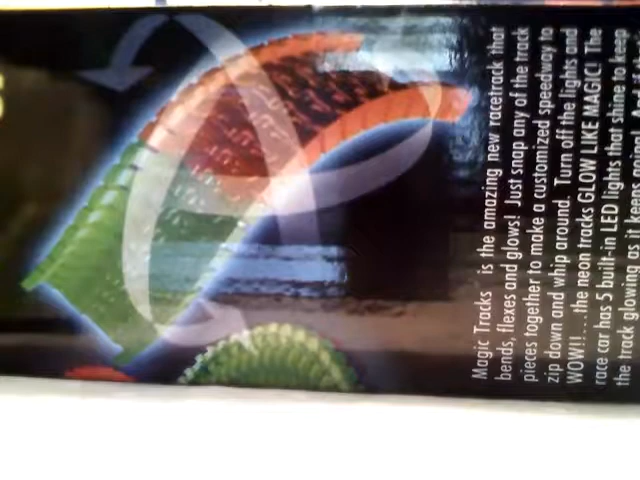 Magic Tracks is the amazing new racetrack that
bends, flexes and glows! Just snap any of the track
pieces together to make a customized speedway to
zip down and whip around. Turn off the lights and
WOW!!....the neon tracks GLOW LIKE MAGIC! The
race car has 5 built-in LED lights that shine to keep
the track glowing as it keeps going